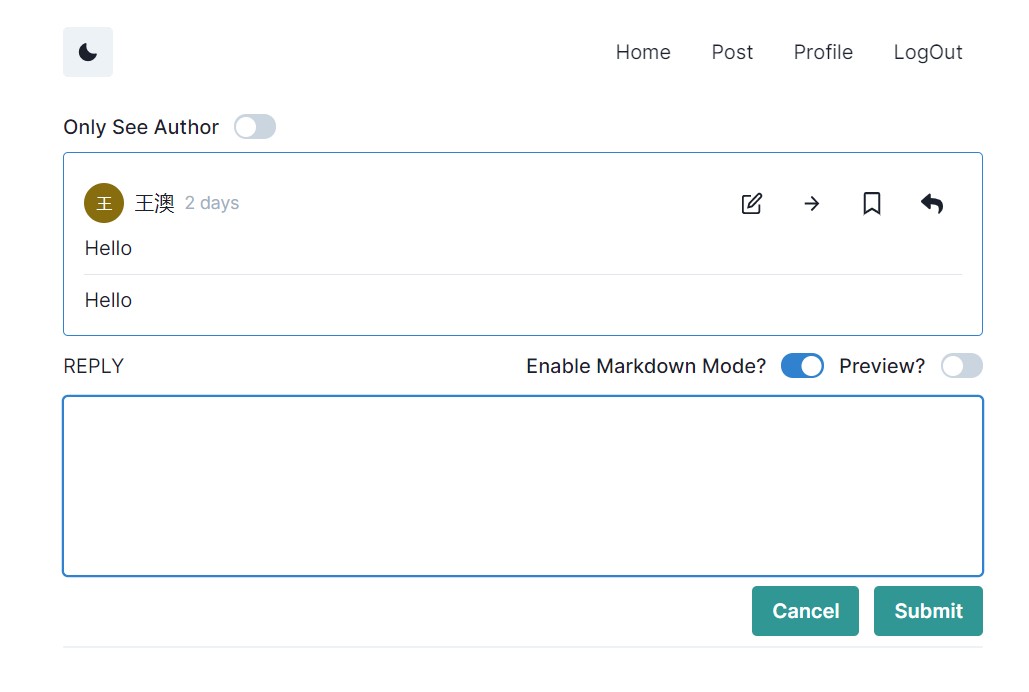 Home Post Profile LogOut
Only See Author
王 王澳 2 days
Hello
Hello
REPLY Enable Markdown Mode? Preview?
Cancel Submit